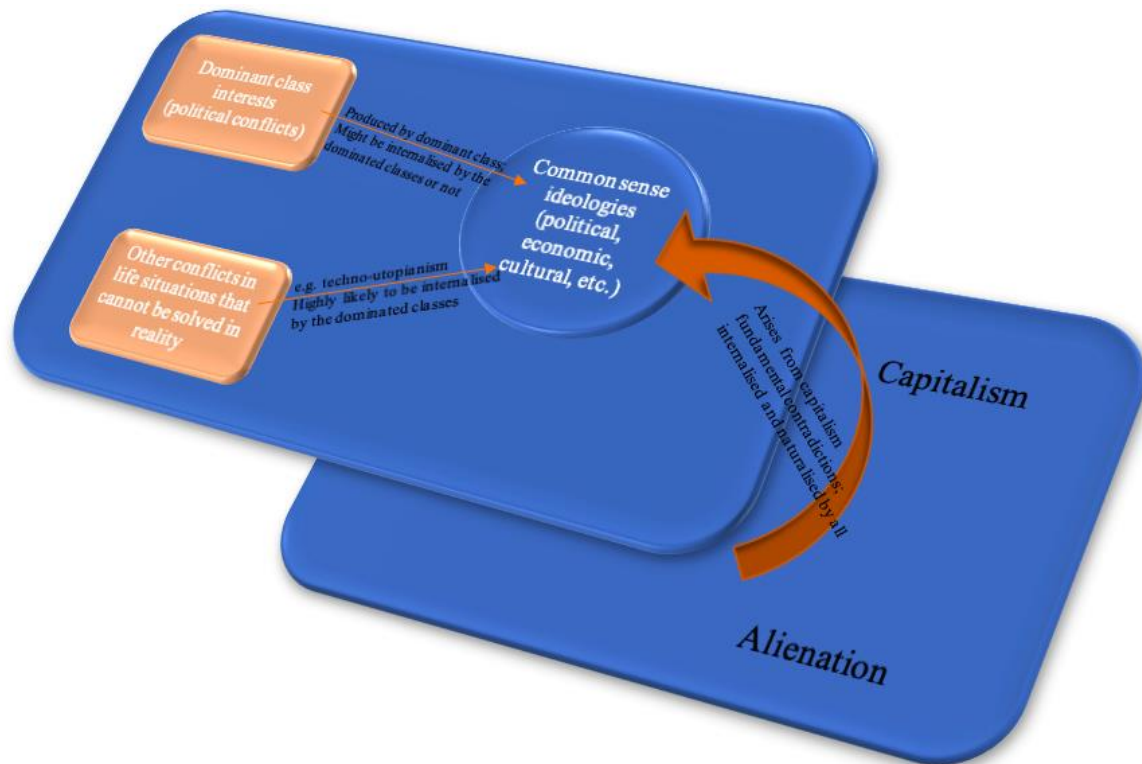 Dominant class
interests
(political conflicts)
Produced by dominant class;
Might be internalised by the
dominated classes or not
Common sense
ideologies
(political,
economic,
cultural, etc.)
Other conflicts in
life situations that
cannot be solved in
reality
e.g. techno-utopianism
Highly likely to be internalised
by the dominated classes
Arises from capitalism
fundamental contradictions;
internalised and naturalised by all
Capitalism
Alienation